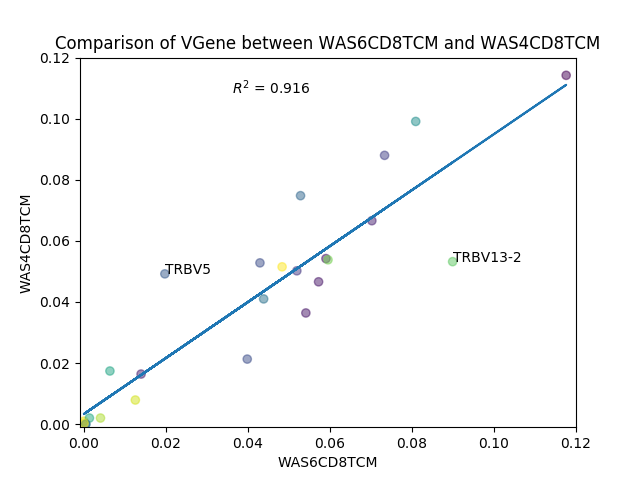 Comparison of VGene between WAS6CD8TCM and WAS4CD8TCM
0.12
R² = 0.916
0.10
0.08
WAS4CD8TCM
0.06
TRBV13-2
TRBV5
0.04
0.02
0.00
0.00 0.02 0.04 0.06 0.08 0.10 0.12
WAS6CD8TCM